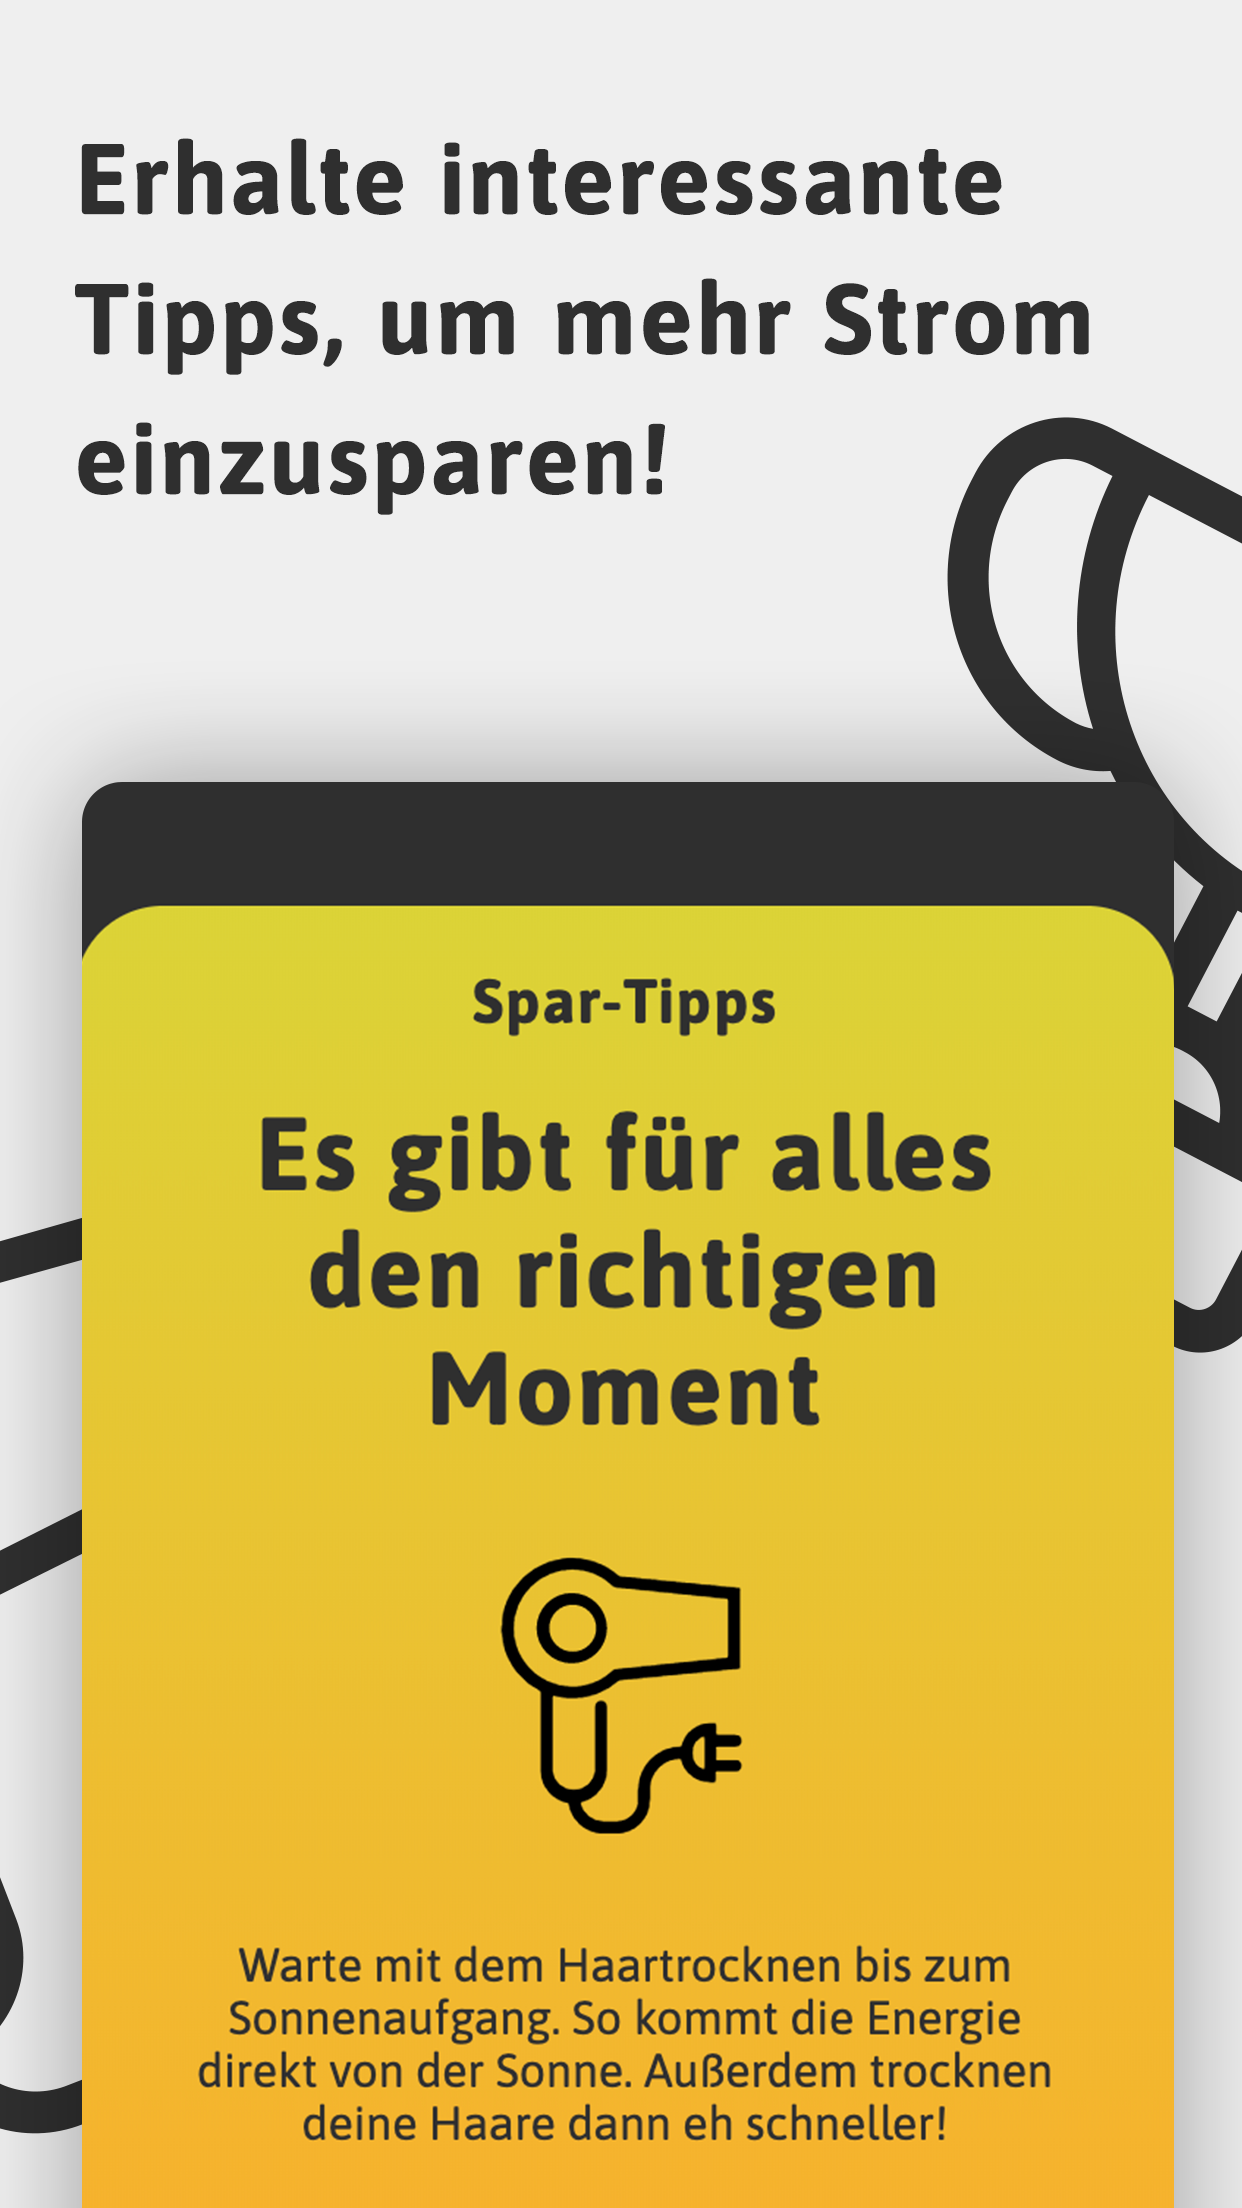 Erhalte interessante
Tipps, um mehr Strom
einzusparen!
Spar-Tipps
Es gibt für alles
den richtigen
Moment
Warte mit dem Haartrocknen bis zum
Sonnenaufgang. So kommt die Energie
direkt von der Sonne. Außerdem trocknen
deine Haare dann eh schneller!